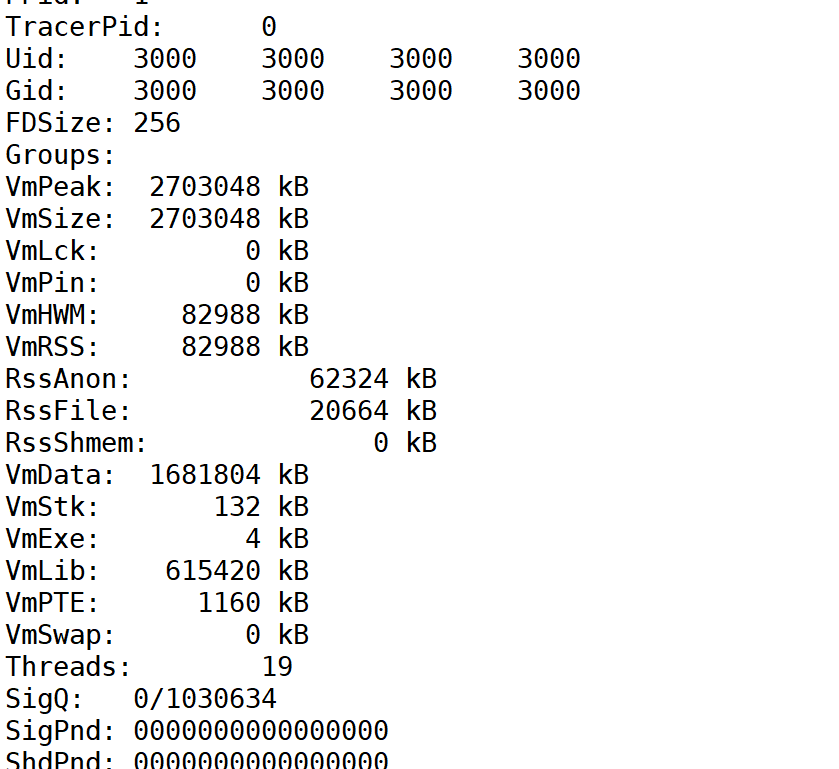 PPid:	1
TracerPid:	0
Uid:	3000	3000	3000	3000
Gid:	3000	3000	3000	3000
FDSize:	256
Groups:
VmPeak:	 2703048 kB
VmSize:	 2703048 kB
VmLck:	       0 kB
VmPin:	       0 kB
VmHWM:	   82988 kB
VmRSS:	   82988 kB
RssAnon:	   62324 kB
RssFile:	   20664 kB
RssShmem:	       0 kB
VmData:	 1681804 kB
VmStk:	     132 kB
VmExe:	       4 kB
VmLib:	  615420 kB
VmPTE:	    1160 kB
VmSwap:	       0 kB
Threads:	19
SigQ:	0/1030634
SigPnd:	0000000000000000
ShdPnd:	0000000000000000